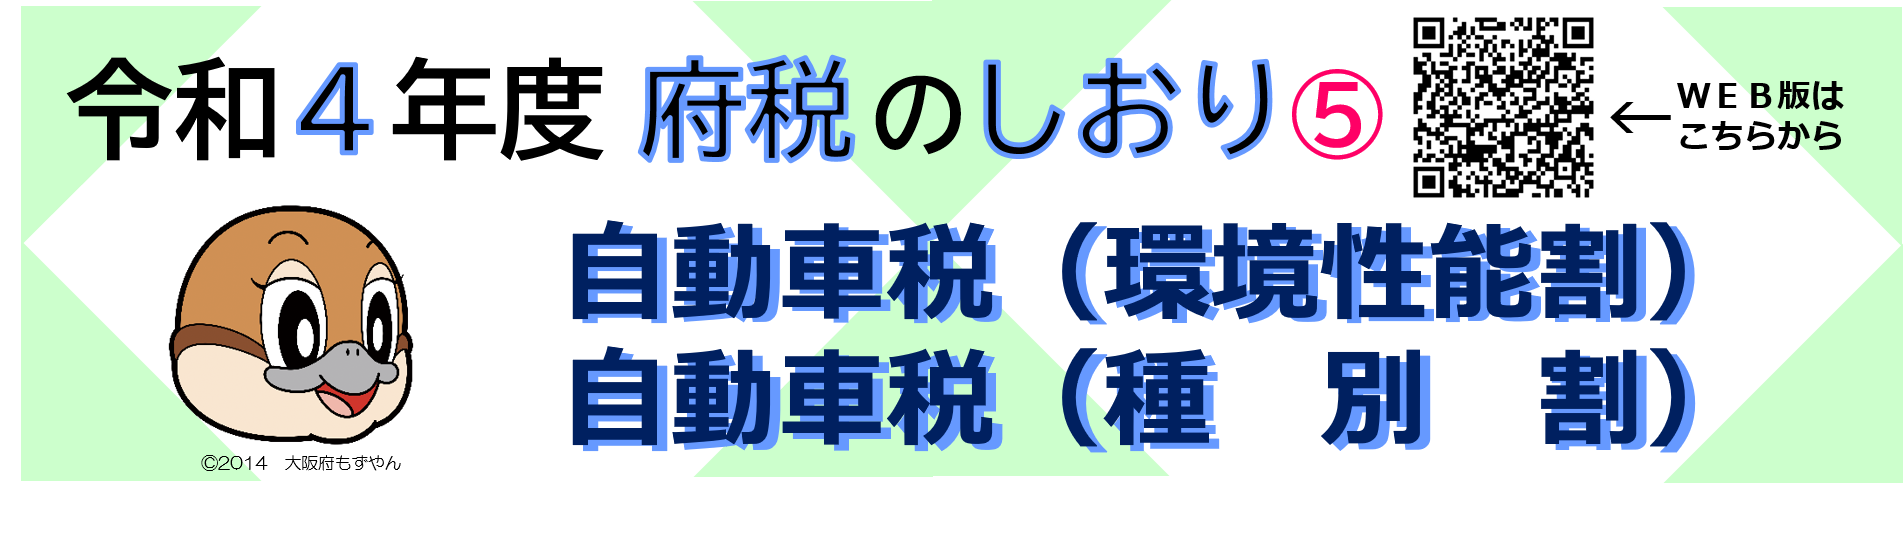 令和４年度 府税のしおり⑤
←ＷＥＢ版は
こちらから
自動車税（環境性能割）
自動車税（種　別　割）
©2014　大阪府もずやん